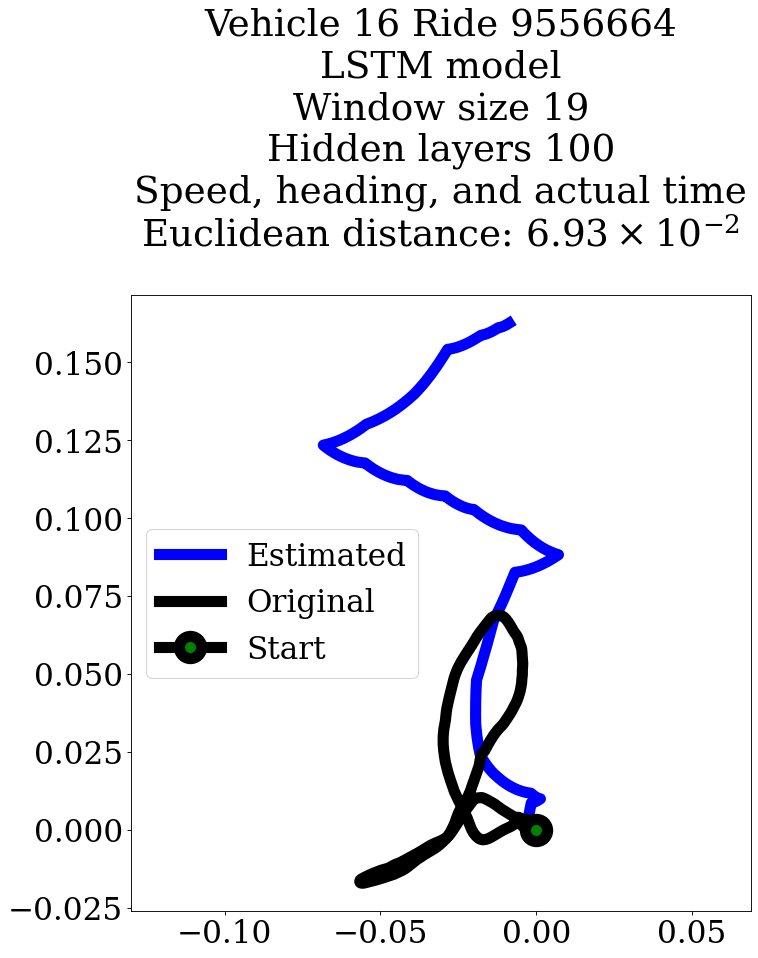 Vehicle 16 Ride 9556664
LSTM model
Window size 19
Hidden layers 100
Speed, heading, and actual time
Euclidean distance: 6.93 × 10⁻²
0.150
0.125
0.100
0.075
0.050
0.025
0.000
−0.025
Estimated
Original
Start
−0.10
−0.05
0.00
0.05